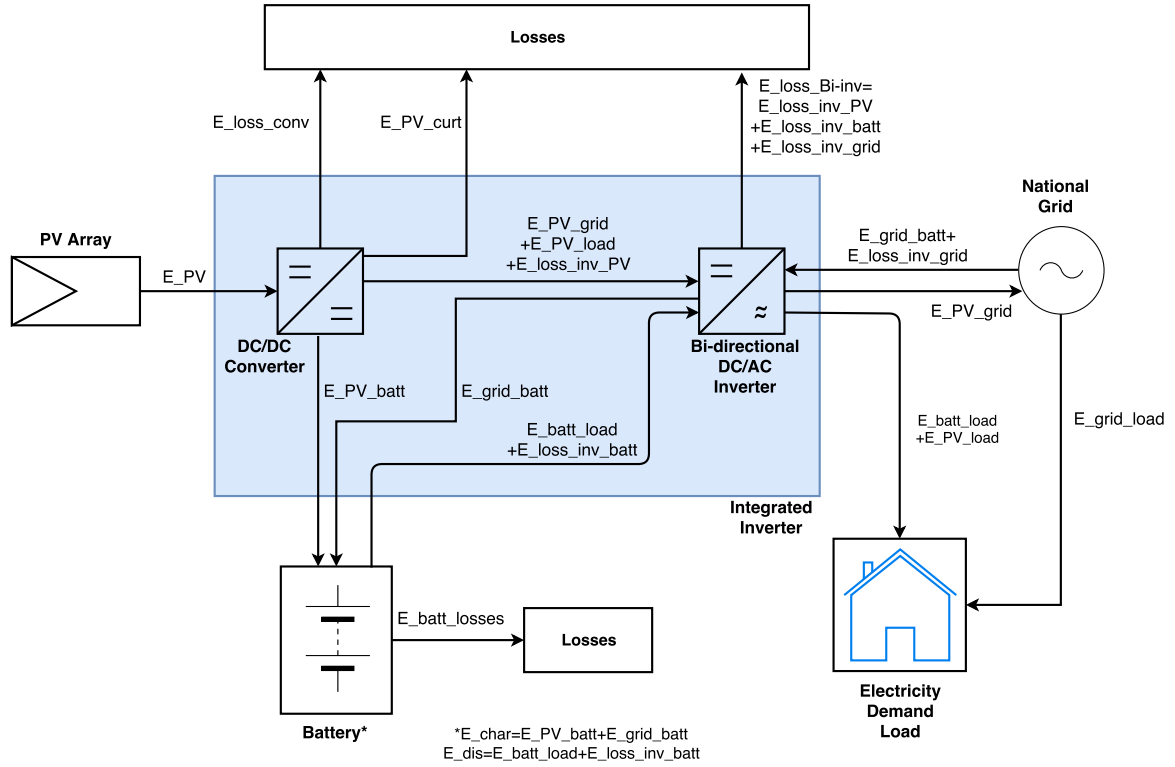 Losses
E_loss_conv
E_PV_curt
E_loss_Bi-inv=
E_loss_inv_PV
+E_loss_inv_batt
+E_loss_inv_grid
National
Grid
PV Array
E_PV
E_PV_grid
+E_PV_load
+E_loss_inv_PV
E_grid_batt+
E_loss_inv_grid
E_PV_grid
DC/DC
Converter
Bi-directional
DC/AC
Inverter
E_PV_batt
E_grid_batt
E_batt_load
+E_loss_inv_batt
E_batt_load
+E_PV_load
E_grid_load
Integrated
Inverter
E_batt_losses
Losses
Battery*
Electricity
Demand
Load
*E_char=E_PV_batt+E_grid_batt
E_dis=E_batt_load+E_loss_inv_batt